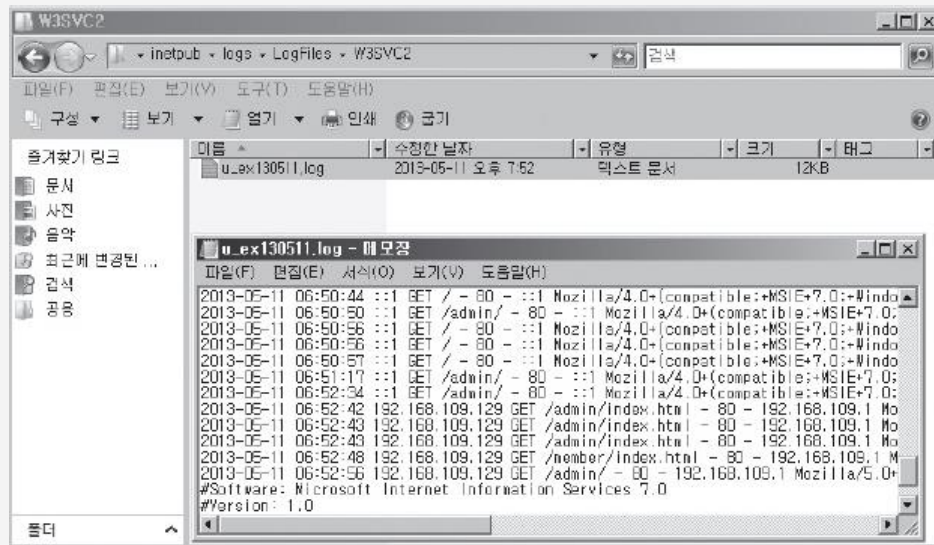 W3SVC2
inetpub - logs - LogFiles - W3SVC2
검색
파일(F) 편집(E) 보기(V) 도구(T) 도움말(H)
구성 보기 열기 인쇄 굽기
즐겨찾기 링크
문서
사진
음악
최근에 변경된 ...
검색
공용
폴더
이름 수정한 날짜 유형 크기 태그
u_ex130511.log 2013-05-11 오후 7:52 텍스트 문서 12KB
u_ex130511.log - 메모장
파일(F) 편집(E) 서식(O) 보기(V) 도움말(H)
2013-05-11 06:50:44 ::1 GET / - 80 - ::1 Mozilla/4.0+(compatible;+MSIE+7.0;+Windo
2013-05-11 06:50:50 ::1 GET /admin/ - 80 - ::1 Mozilla/4.0+(compatible;+MSIE+7.0;
2013-05-11 06:50:56 ::1 GET / - 80 - ::1 Mozilla/4.0+(compatible;+MSIE+7.0;+Windo
2013-05-11 06:50:56 ::1 GET / - 80 - ::1 Mozilla/4.0+(compatible;+MSIE+7.0;+Windo
2013-05-11 06:50:57 ::1 GET / - 80 - ::1 Mozilla/4.0+(compatible;+MSIE+7.0;+Windo
2013-05-11 06:51:17 ::1 GET /admin/ - 80 - ::1 Mozilla/4.0+(compatible;+MSIE+7.0;
2013-05-11 06:52:34 ::1 GET /admin/ - 80 - ::1 Mozilla/4.0+(compatible;+MSIE+7.0;
2013-05-11 06:52:42 192.168.109.129 GET /admin/index.html - 80 - 192.168.109.1 Mo
2013-05-11 06:52:43 192.168.109.129 GET /admin/index.html - 80 - 192.168.109.1 Mo
2013-05-11 06:52:43 192.168.109.129 GET /admin/index.html - 80 - 192.168.109.1 Mo
2013-05-11 06:52:48 192.168.109.129 GET /member/index.html - 80 - 192.168.109.1 M
2013-05-11 06:52:56 192.168.109.129 GET /admin/ - 80 - 192.168.109.1 Mozilla/5.0+
#Software: Microsoft Internet Information Services 7.0
#Version: 1.0